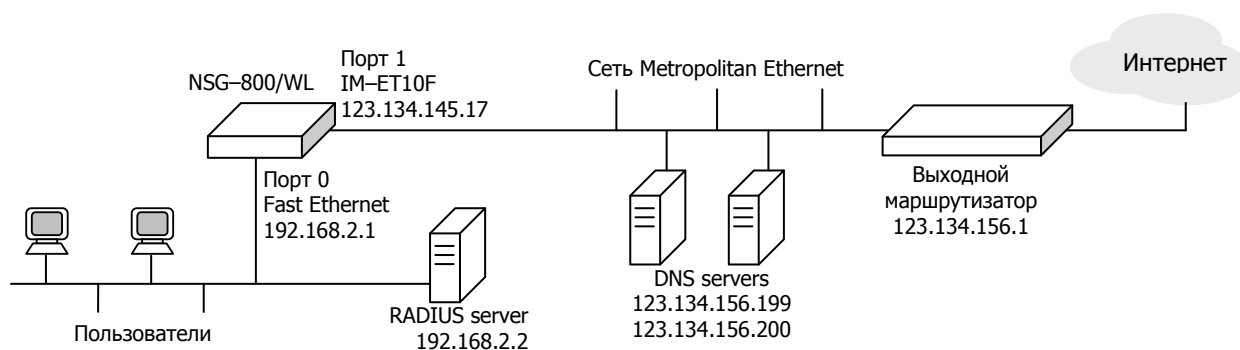 NSG–800/WL
Порт 1
IM–ET10F
123.134.145.17
Сеть Metropolitan Ethernet
Интернет
Порт 0
Fast Ethernet
192.168.2.1
Выходной
маршрутизатор
123.134.156.1
DNS servers
123.134.156.199
123.134.156.200
Пользователи
RADIUS server
192.168.2.2